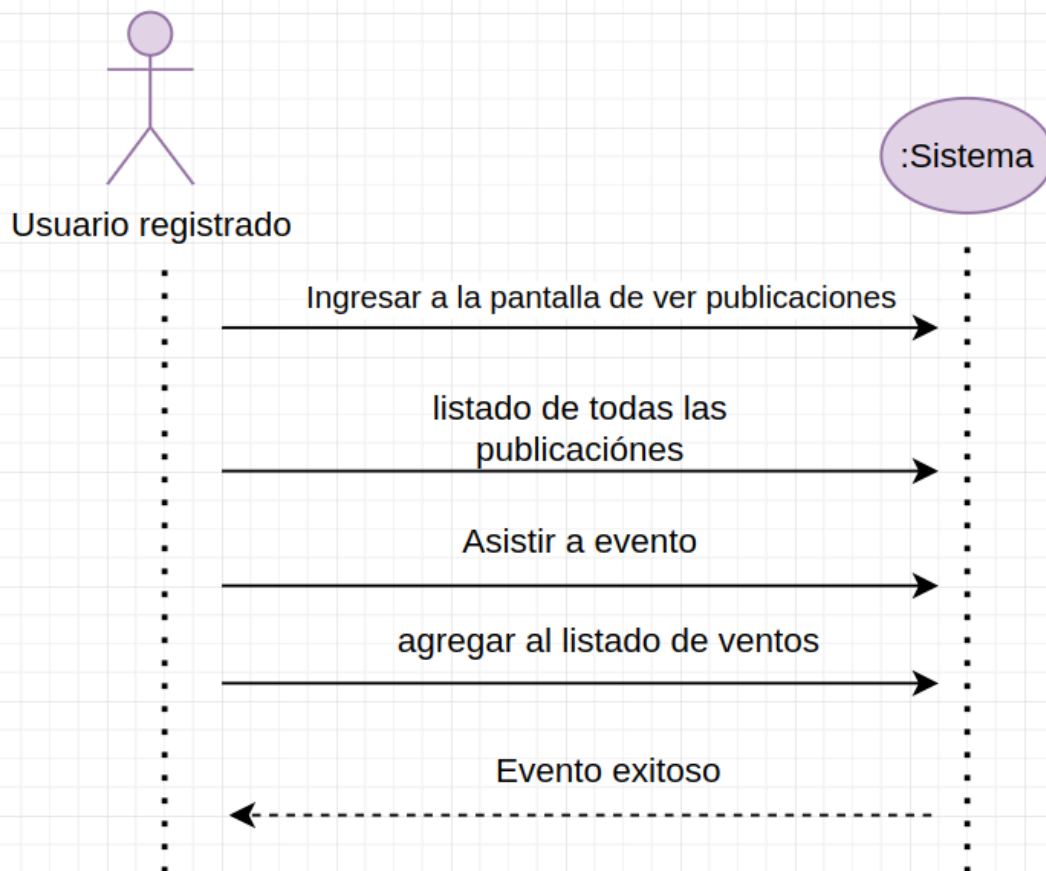 :Sistema
Usuario registrado
Ingresar a la pantalla de ver publicaciones
listado de todas las
publicaciónes
Asistir a evento
agregar al listado de ventos
Evento exitoso